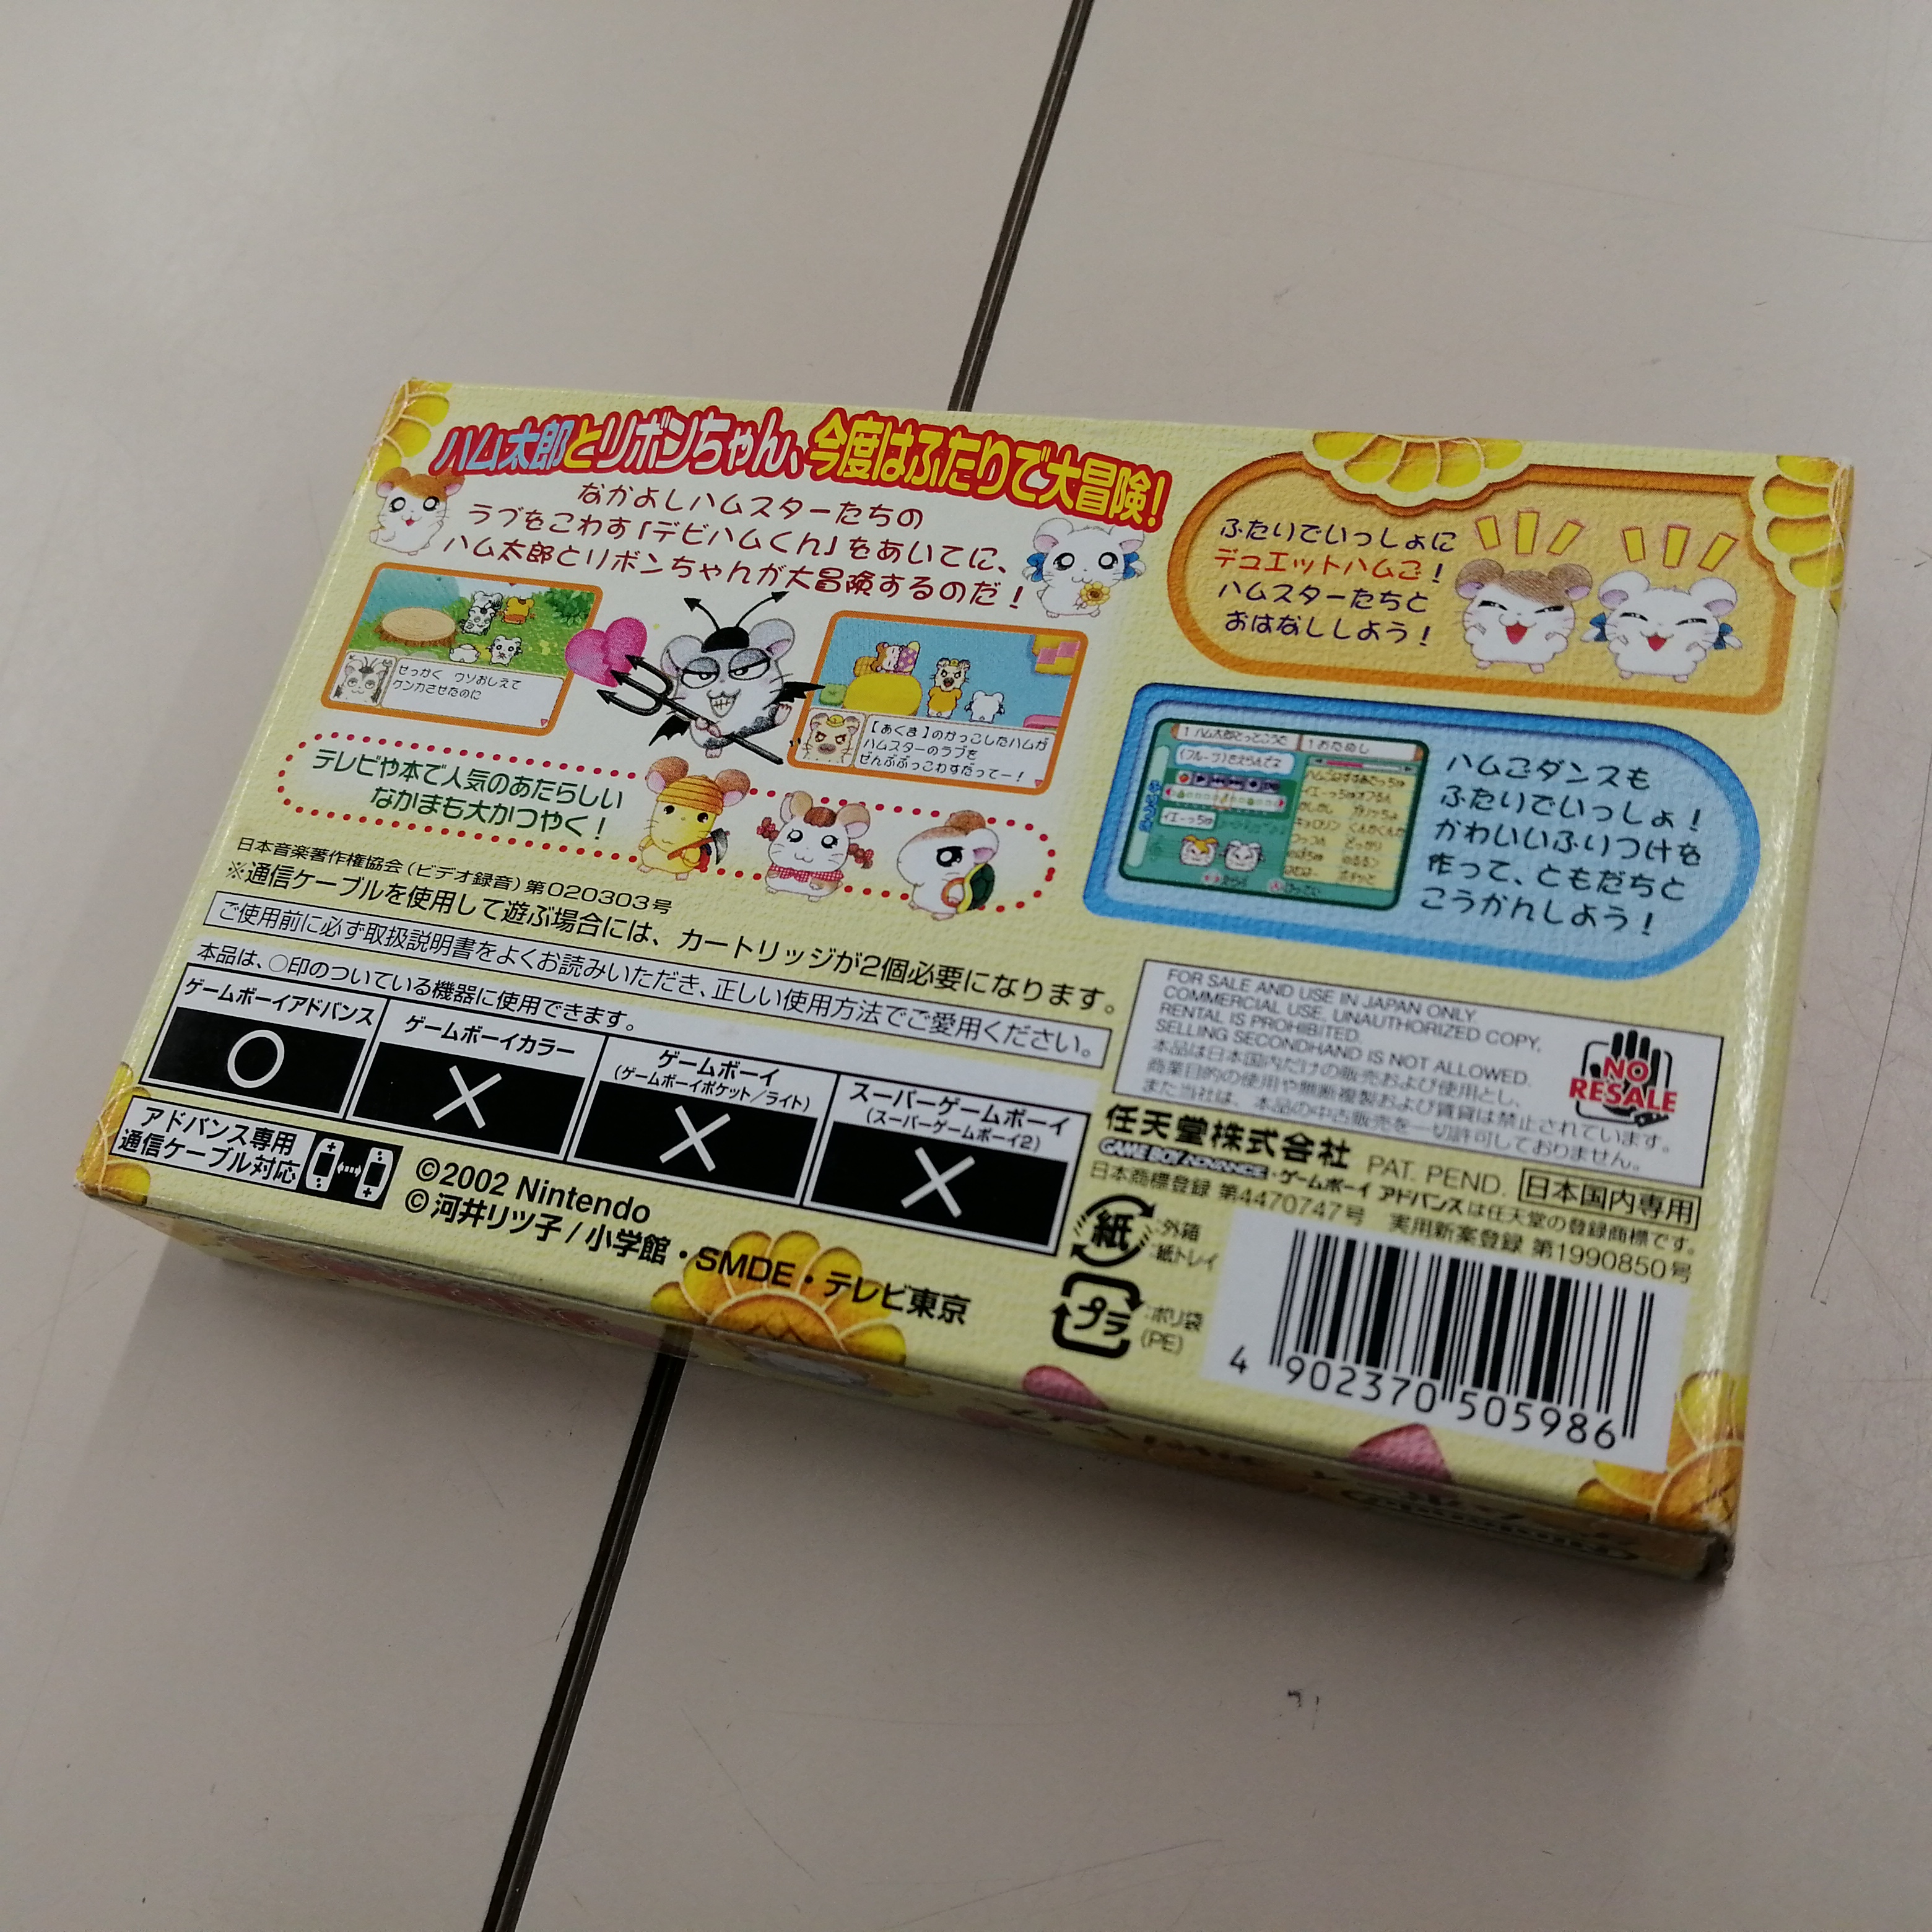 ハム太郎とリボンちゃん、今度はふたりで大冒険!
なかよしハムスターたちの
ラブをこわす「デビハムくん」をあいてに、
ハム太郎とリボンちゃんが大冒険するのだ!
せっかく ウソおしえて
ケンカさせたのに
【あくま】のかっこしたハムが
ハムスターのラブを
ぜんぶぶっこわすだってー!
テレビや本で人気のあたらしい
なかまも大かつやく!
ふたりでいっしょに
デュエットハムご!
ハムスターたちと
おはなししよう!
1 ハム太郎とっとこうた
1 おためし
ハムごダンスも
ふたりでいっしょ!
かわいいふりつけを
作って、ともだちと
こうかんしよう!
日本音楽著作権協会(ビデオ録音)第020303号
※通信ケーブルを使用して遊ぶ場合には、カートリッジが2個必要になります。
ご使用前に必ず取扱説明書をよくお読みいただき、正しい使用方法でご愛用ください。
本品は、○印のついている機器に使用できます。
ゲームボーイアドバンス
○
ゲームボーイカラー
×
ゲームボーイ
(ゲームボーイポケット/ライト)
×
スーパーゲームボーイ
(スーパーゲームボーイ2)
×
アドバンス専用
通信ケーブル対応
©2002 Nintendo
©河井リツ子/小学館・SMDE・テレビ東京
FOR SALE AND USE IN JAPAN ONLY.
COMMERCIAL USE, UNAUTHORIZED COPY,
RENTAL IS PROHIBITED.
SELLING SECONDHAND IS NOT ALLOWED.
本品は日本国内だけの販売および使用とし、
商業目的の使用や無断複製および賃貸は禁止されています。
また当社は、本品の中古販売を一切許可しておりません。
NO
RESALE
任天堂株式会社 PAT. PEND. 日本国内専用
GAME BOY ADVANCE・ゲームボーイ アドバンスは任天堂の登録商標です。
日本商標登録 第4470747号 実用新案登録 第1990850号
紙
:外箱
:紙トレイ
プラ
:ポリ袋
(PE)
4 902370 505986